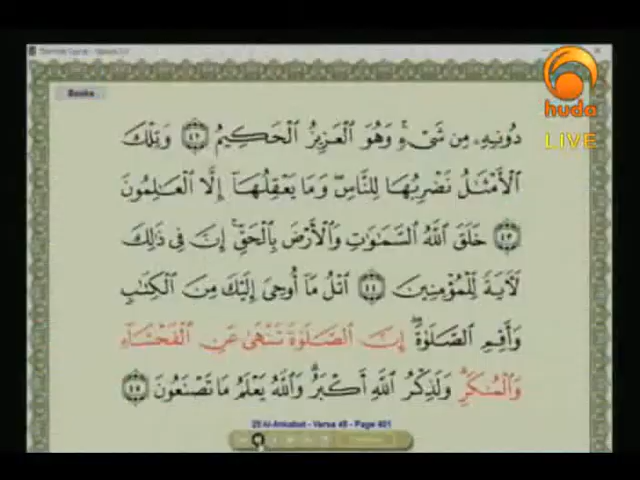 huda
LIVE
Books
دُونِهِۦ مِن شَىْءٍ ۚ وَهُوَ ٱلْعَزِيزُ ٱلْحَكِيمُ ٤٢ وَتِلْكَ
ٱلْأَمْثَٰلُ نَضْرِبُهَا لِلنَّاسِ ۖ وَمَا يَعْقِلُهَآ إِلَّا ٱلْعَٰلِمُونَ
٤٣ خَلَقَ ٱللَّهُ ٱلسَّمَٰوَٰتِ وَٱلْأَرْضَ بِٱلْحَقِّ ۚ إِنَّ فِى ذَٰلِكَ
لَءَايَةً لِّلْمُؤْمِنِينَ ٤٤ ٱتْلُ مَآ أُوحِىَ إِلَيْكَ مِنَ ٱلْكِتَٰبِ
وَأَقِمِ ٱلصَّلَوٰةَ ۖ إِنَّ ٱلصَّلَوٰةَ تَنْهَىٰ عَنِ ٱلْفَحْشَآءِ
وَٱلْمُنكَرِ ۗ وَلَذِكْرُ ٱللَّهِ أَكْبَرُ ۗ وَٱللَّهُ يَعْلَمُ مَا تَصْنَعُونَ ٤٥
Al-Ankabut - Verse 45 - Page 401